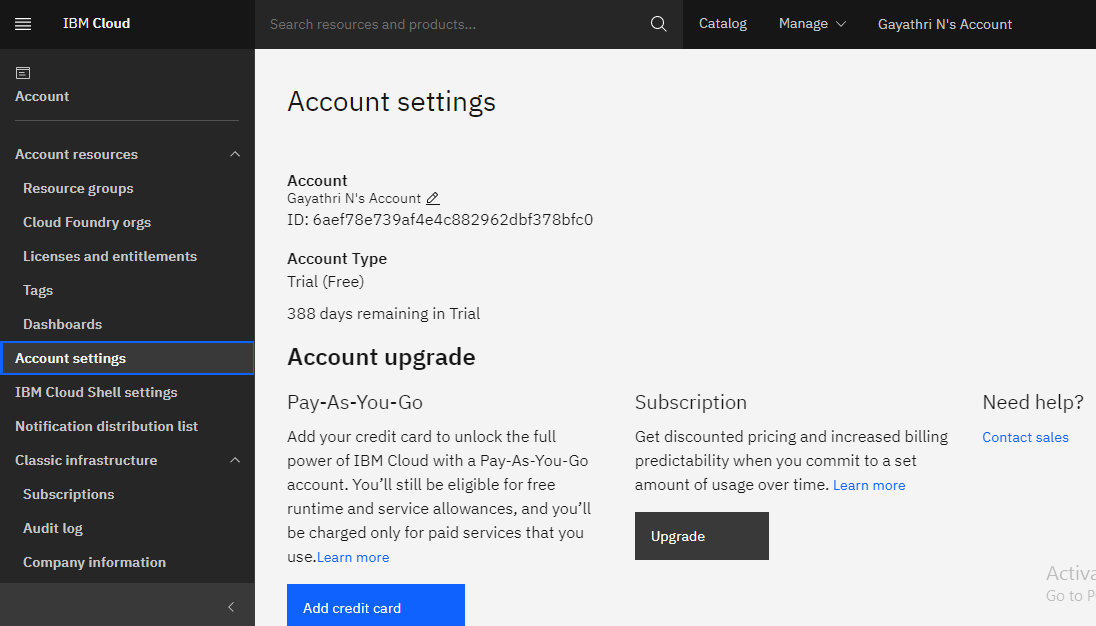 IBM Cloud
Search resources and products...
Catalog
Manage
Gayathri N's Account
Account
Account resources
Resource groups
Cloud Foundry orgs
Licenses and entitlements
Tags
Dashboards
Account settings
IBM Cloud Shell settings
Notification distribution list
Classic infrastructure
Subscriptions
Audit log
Company information
Account settings
Account
Gayathri N's Account
ID: 6aef78e739af4e4c882962dbf378bfc0
Account Type
Trial (Free)
388 days remaining in Trial
Account upgrade
Pay-As-You-Go
Add your credit card to unlock the full
power of IBM Cloud with a Pay-As-You-Go
account. You’ll still be eligible for free
runtime and service allowances, and you’ll
be charged only for paid services that you
use.Learn more
Add credit card
Subscription
Get discounted pricing and increased billing
predictability when you commit to a set
amount of usage over time. Learn more
Upgrade
Need help?
Contact sales
Go to